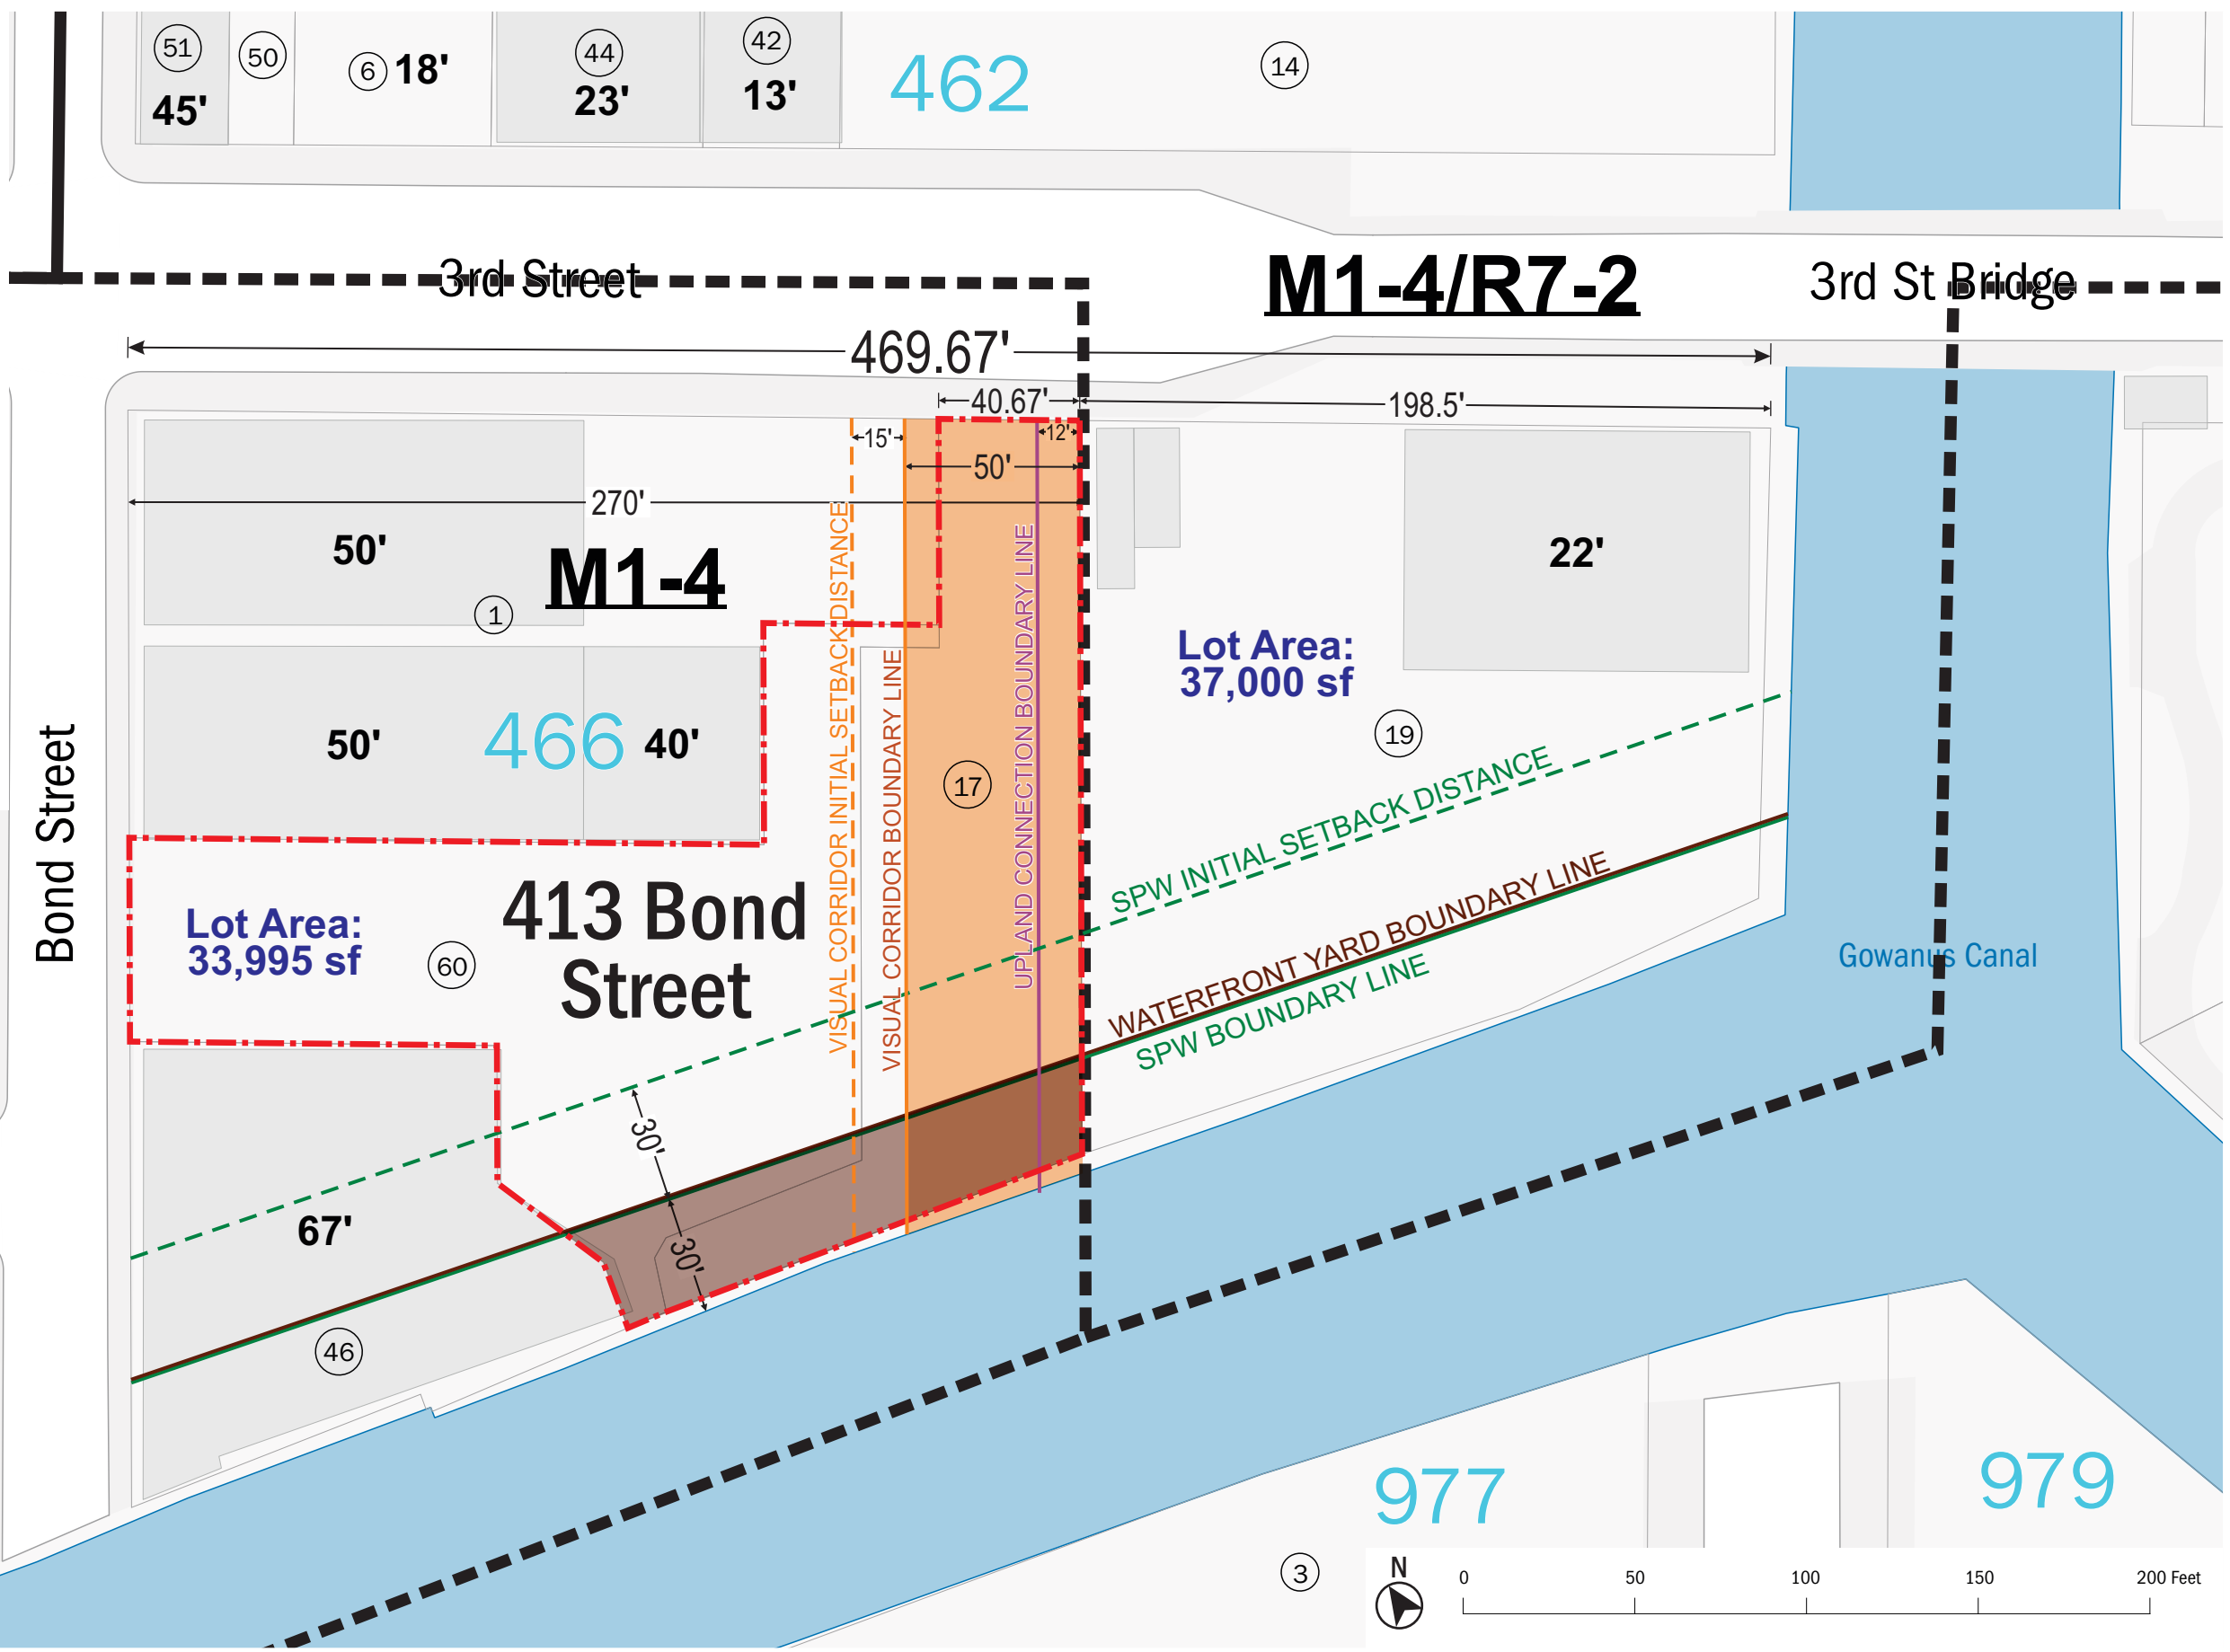 51
50
6 18'
44
42
45'
23'
13'
462
14
3rd Street
M1-4/R7-2
3rd St Bridge
469.67'
40.67'
198.5'
15'
12'
50'
270'
50'
M1-4
1
22'
VISUAL CORRIDOR INITIAL SETBACK DISTANCE
VISUAL CORRIDOR BOUNDARY LINE
UPLAND CONNECTION BOUNDARY LINE
Lot Area:
37,000 sf
50'
466
40'
17
19
Bond Street
SPW INITIAL SETBACK DISTANCE
413 Bond
Street
Lot Area:
33,995 sf
60
WATERFRONT YARD BOUNDARY LINE
SPW BOUNDARY LINE
Gowanus Canal
30'
30'
67'
46
977
979
3
N
0 50 100 150 200 Feet